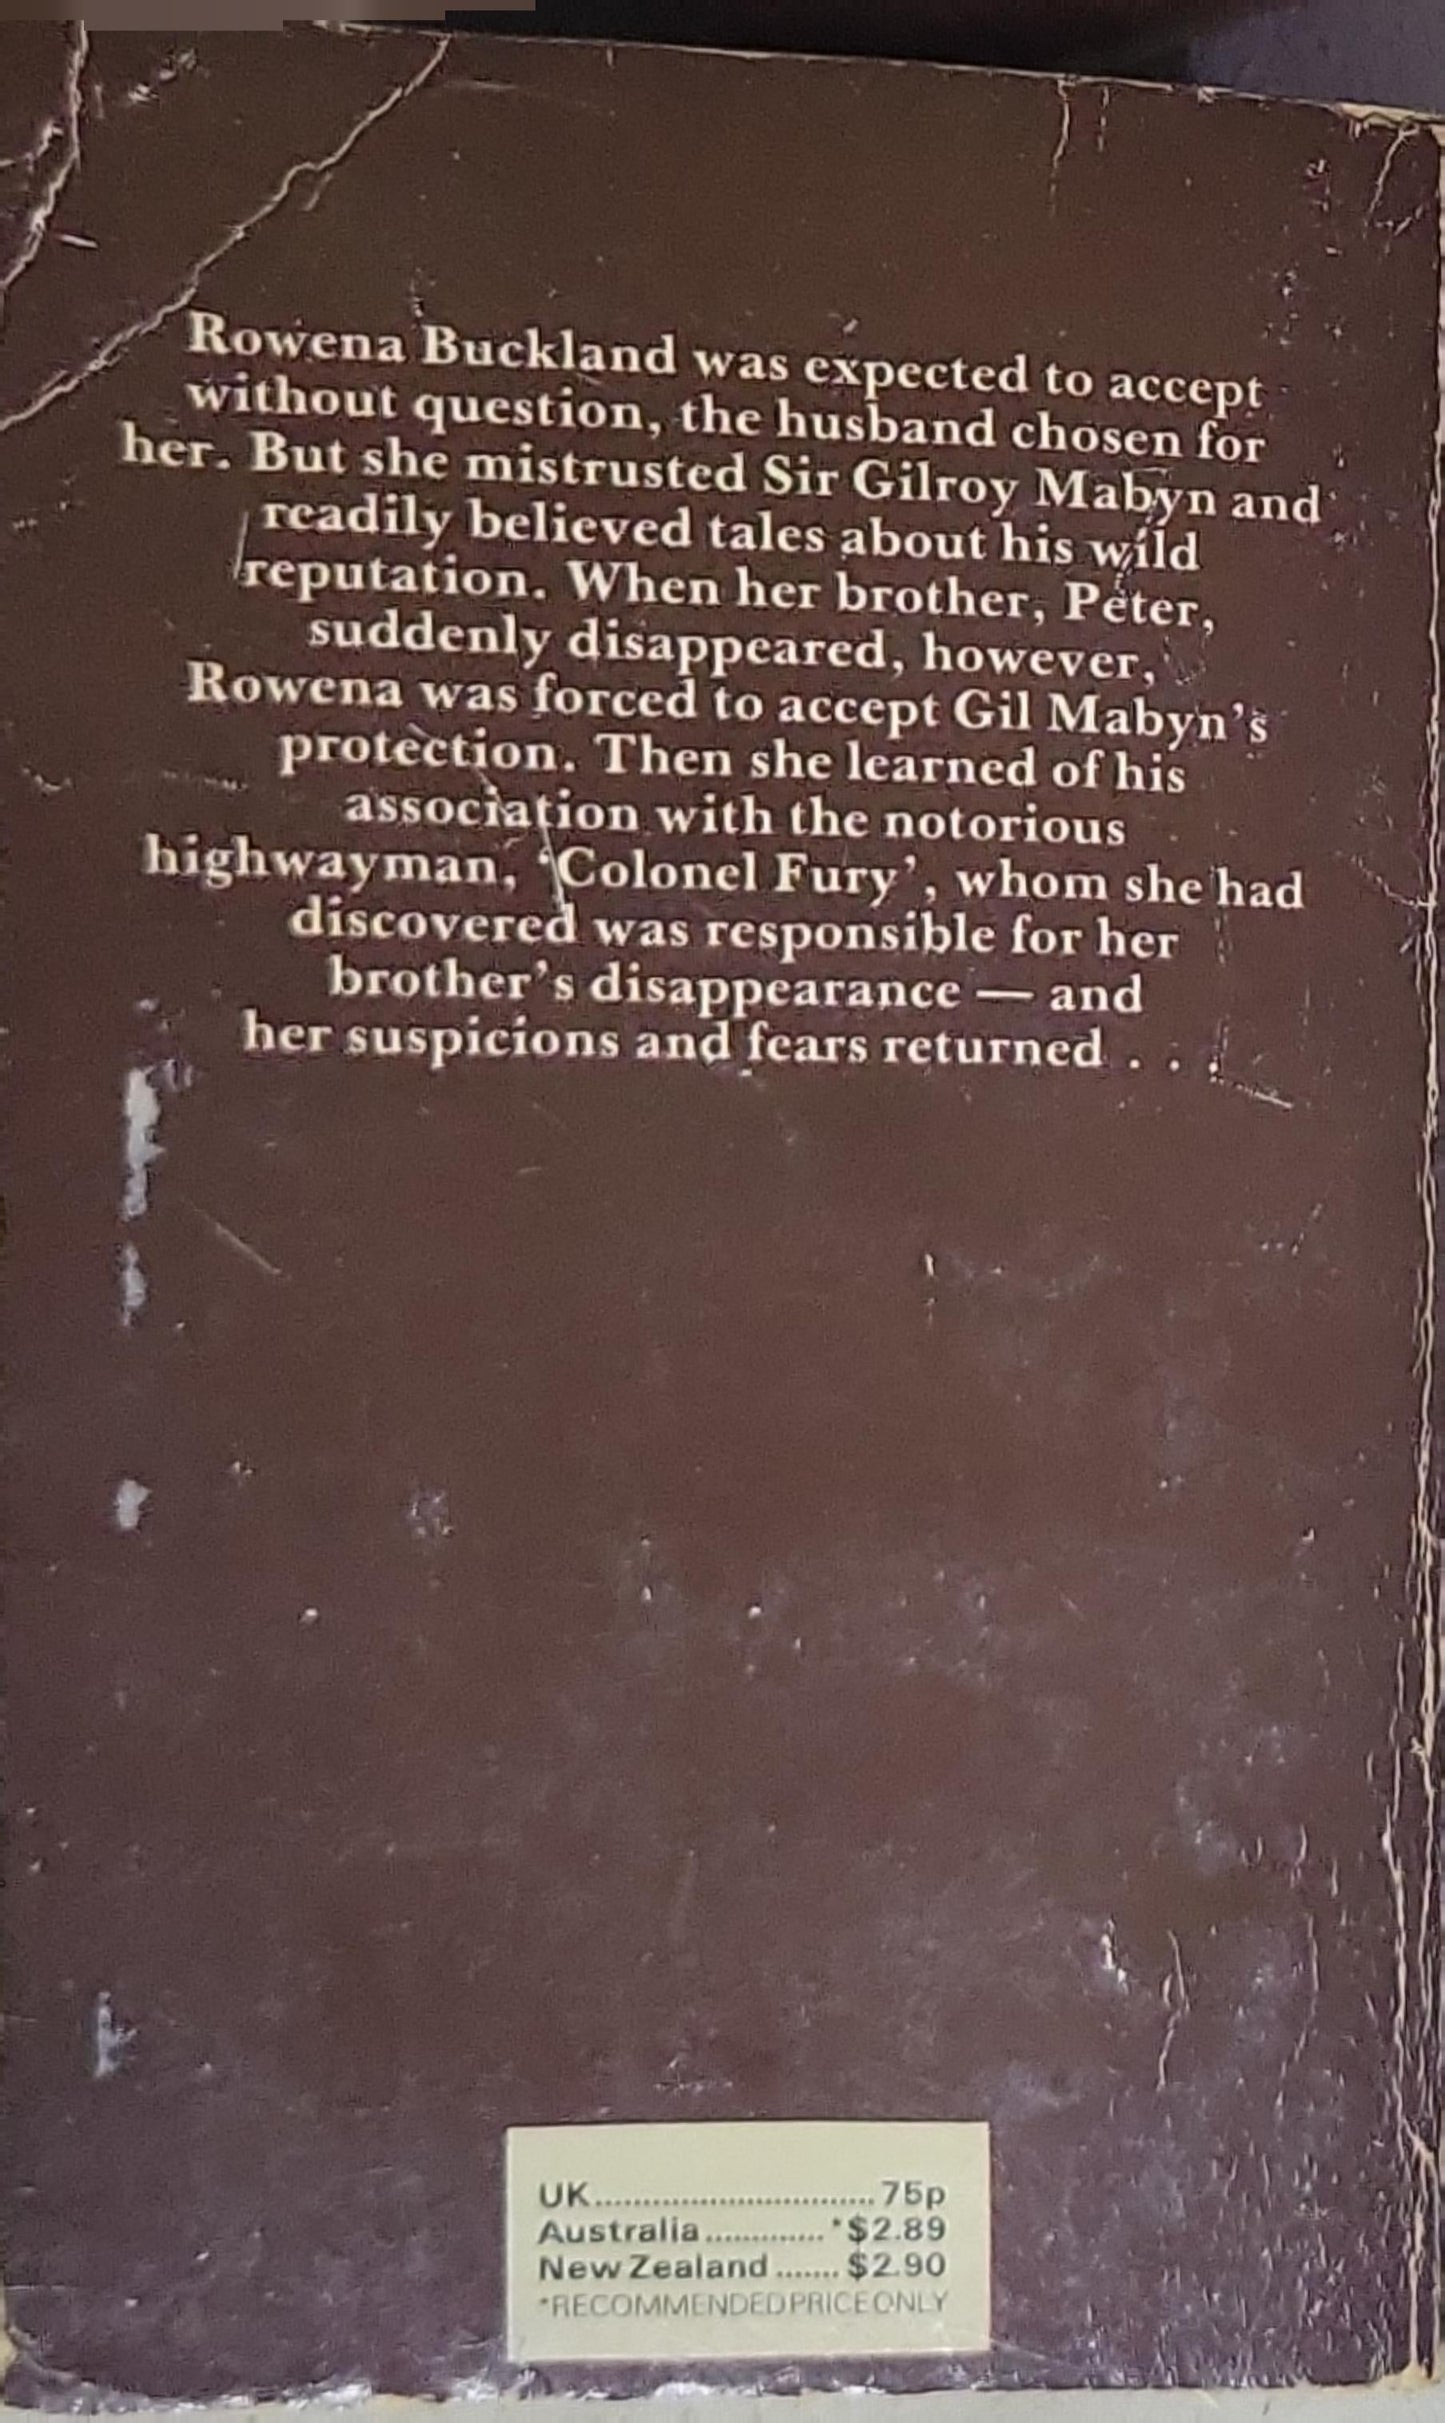 Rowena Buckland was expected to accept
without question, the husband chosen for
her. But she mistrusted Sir Gilroy Mabyn and
readily believed tales about his wild
reputation. When her brother, Peter,
suddenly disappeared, however,
Rowena was forced to accept Gil Mabyn's
protection. Then she learned of his
association with the notorious
highwayman, 'Colonel Fury', whom she had
discovered was responsible for her
brother's disappearance — and
her suspicions and fears returned . . .
UK............................. 75p
Australia ............. *$2.89
New Zealand ....... $2.90
*RECOMMENDED PRICE ONLY